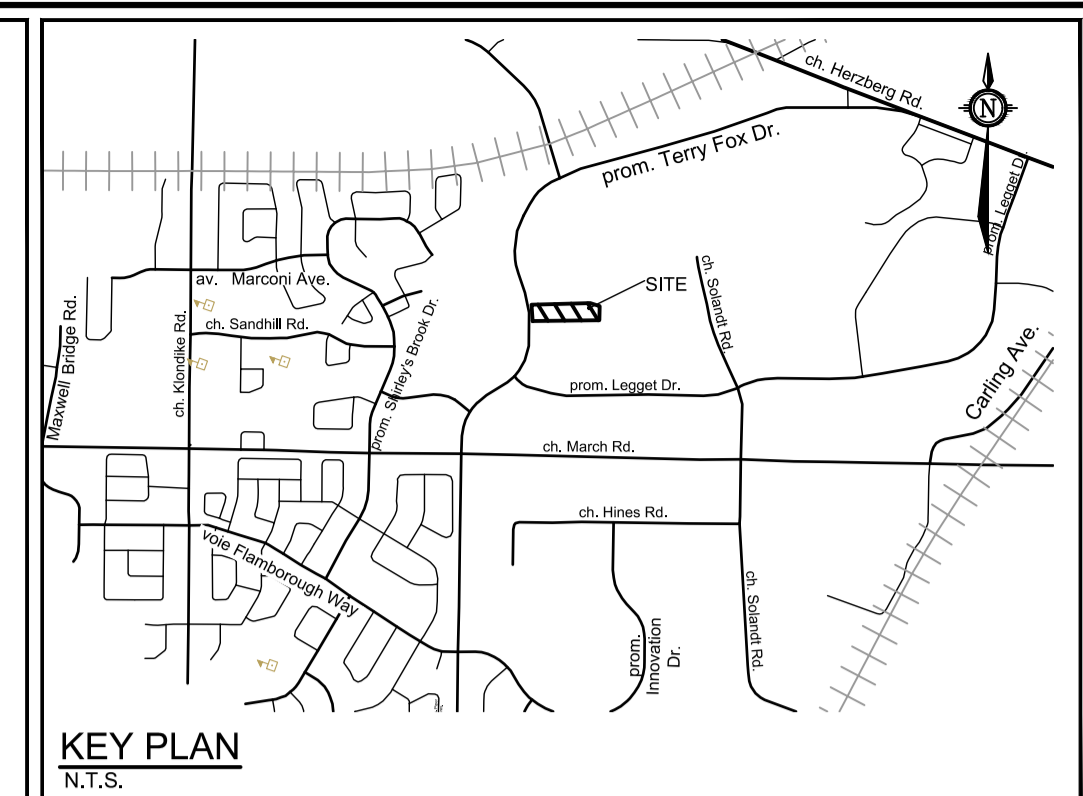 ch. Herzberg Rd.
N
prom. Terry Fox Dr.
prom. Legget Dr.
av. Marconi Ave.
SITE
ch. Solandt Rd.
ch. Sandhill Rd.
Maxwell Bridge Rd.
ch. Klondike Rd.
prom. Shirley's Brook Dr.
prom. Legget Dr.
Carling Ave.
ch. March Rd.
ch. Hines Rd.
voie Flamborough Way
prom.
Innovation
Dr.
ch. Solandt Rd.
KEY PLAN
N.T.S.